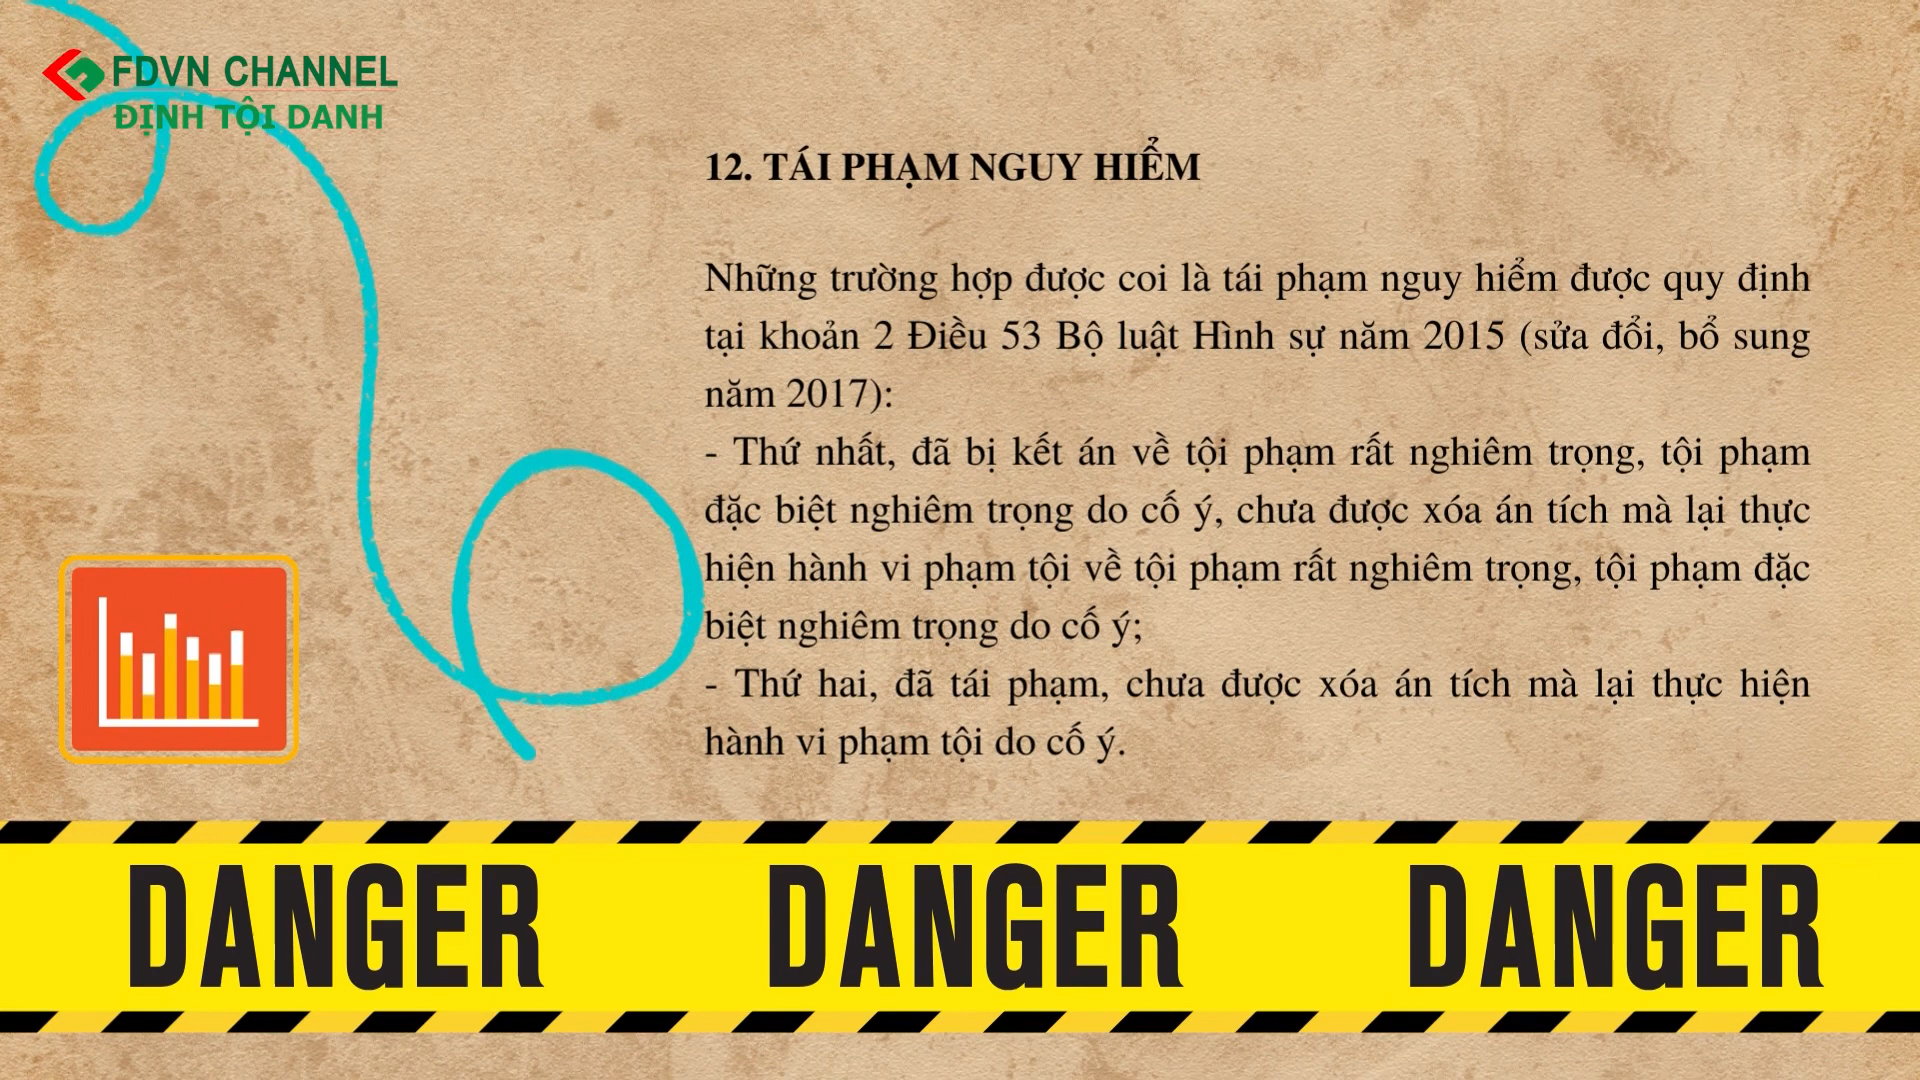 FDVN CHANNEL
ĐỊNH TỘI DANH
12. TÁI PHẠM NGUY HIỂM
Những trường hợp được coi là tái phạm nguy hiểm được quy định
tại khoản 2 Điều 53 Bộ luật Hình sự năm 2015 (sửa đổi, bổ sung
năm 2017):
- Thứ nhất, đã bị kết án về tội phạm rất nghiêm trọng, tội phạm
đặc biệt nghiêm trọng do cố ý, chưa được xóa án tích mà lại thực
hiện hành vi phạm tội về tội phạm rất nghiêm trọng, tội phạm đặc
biệt nghiêm trọng do cố ý;
- Thứ hai, đã tái phạm, chưa được xóa án tích mà lại thực hiện
hành vi phạm tội do cố ý.
DANGER DANGER DANGER